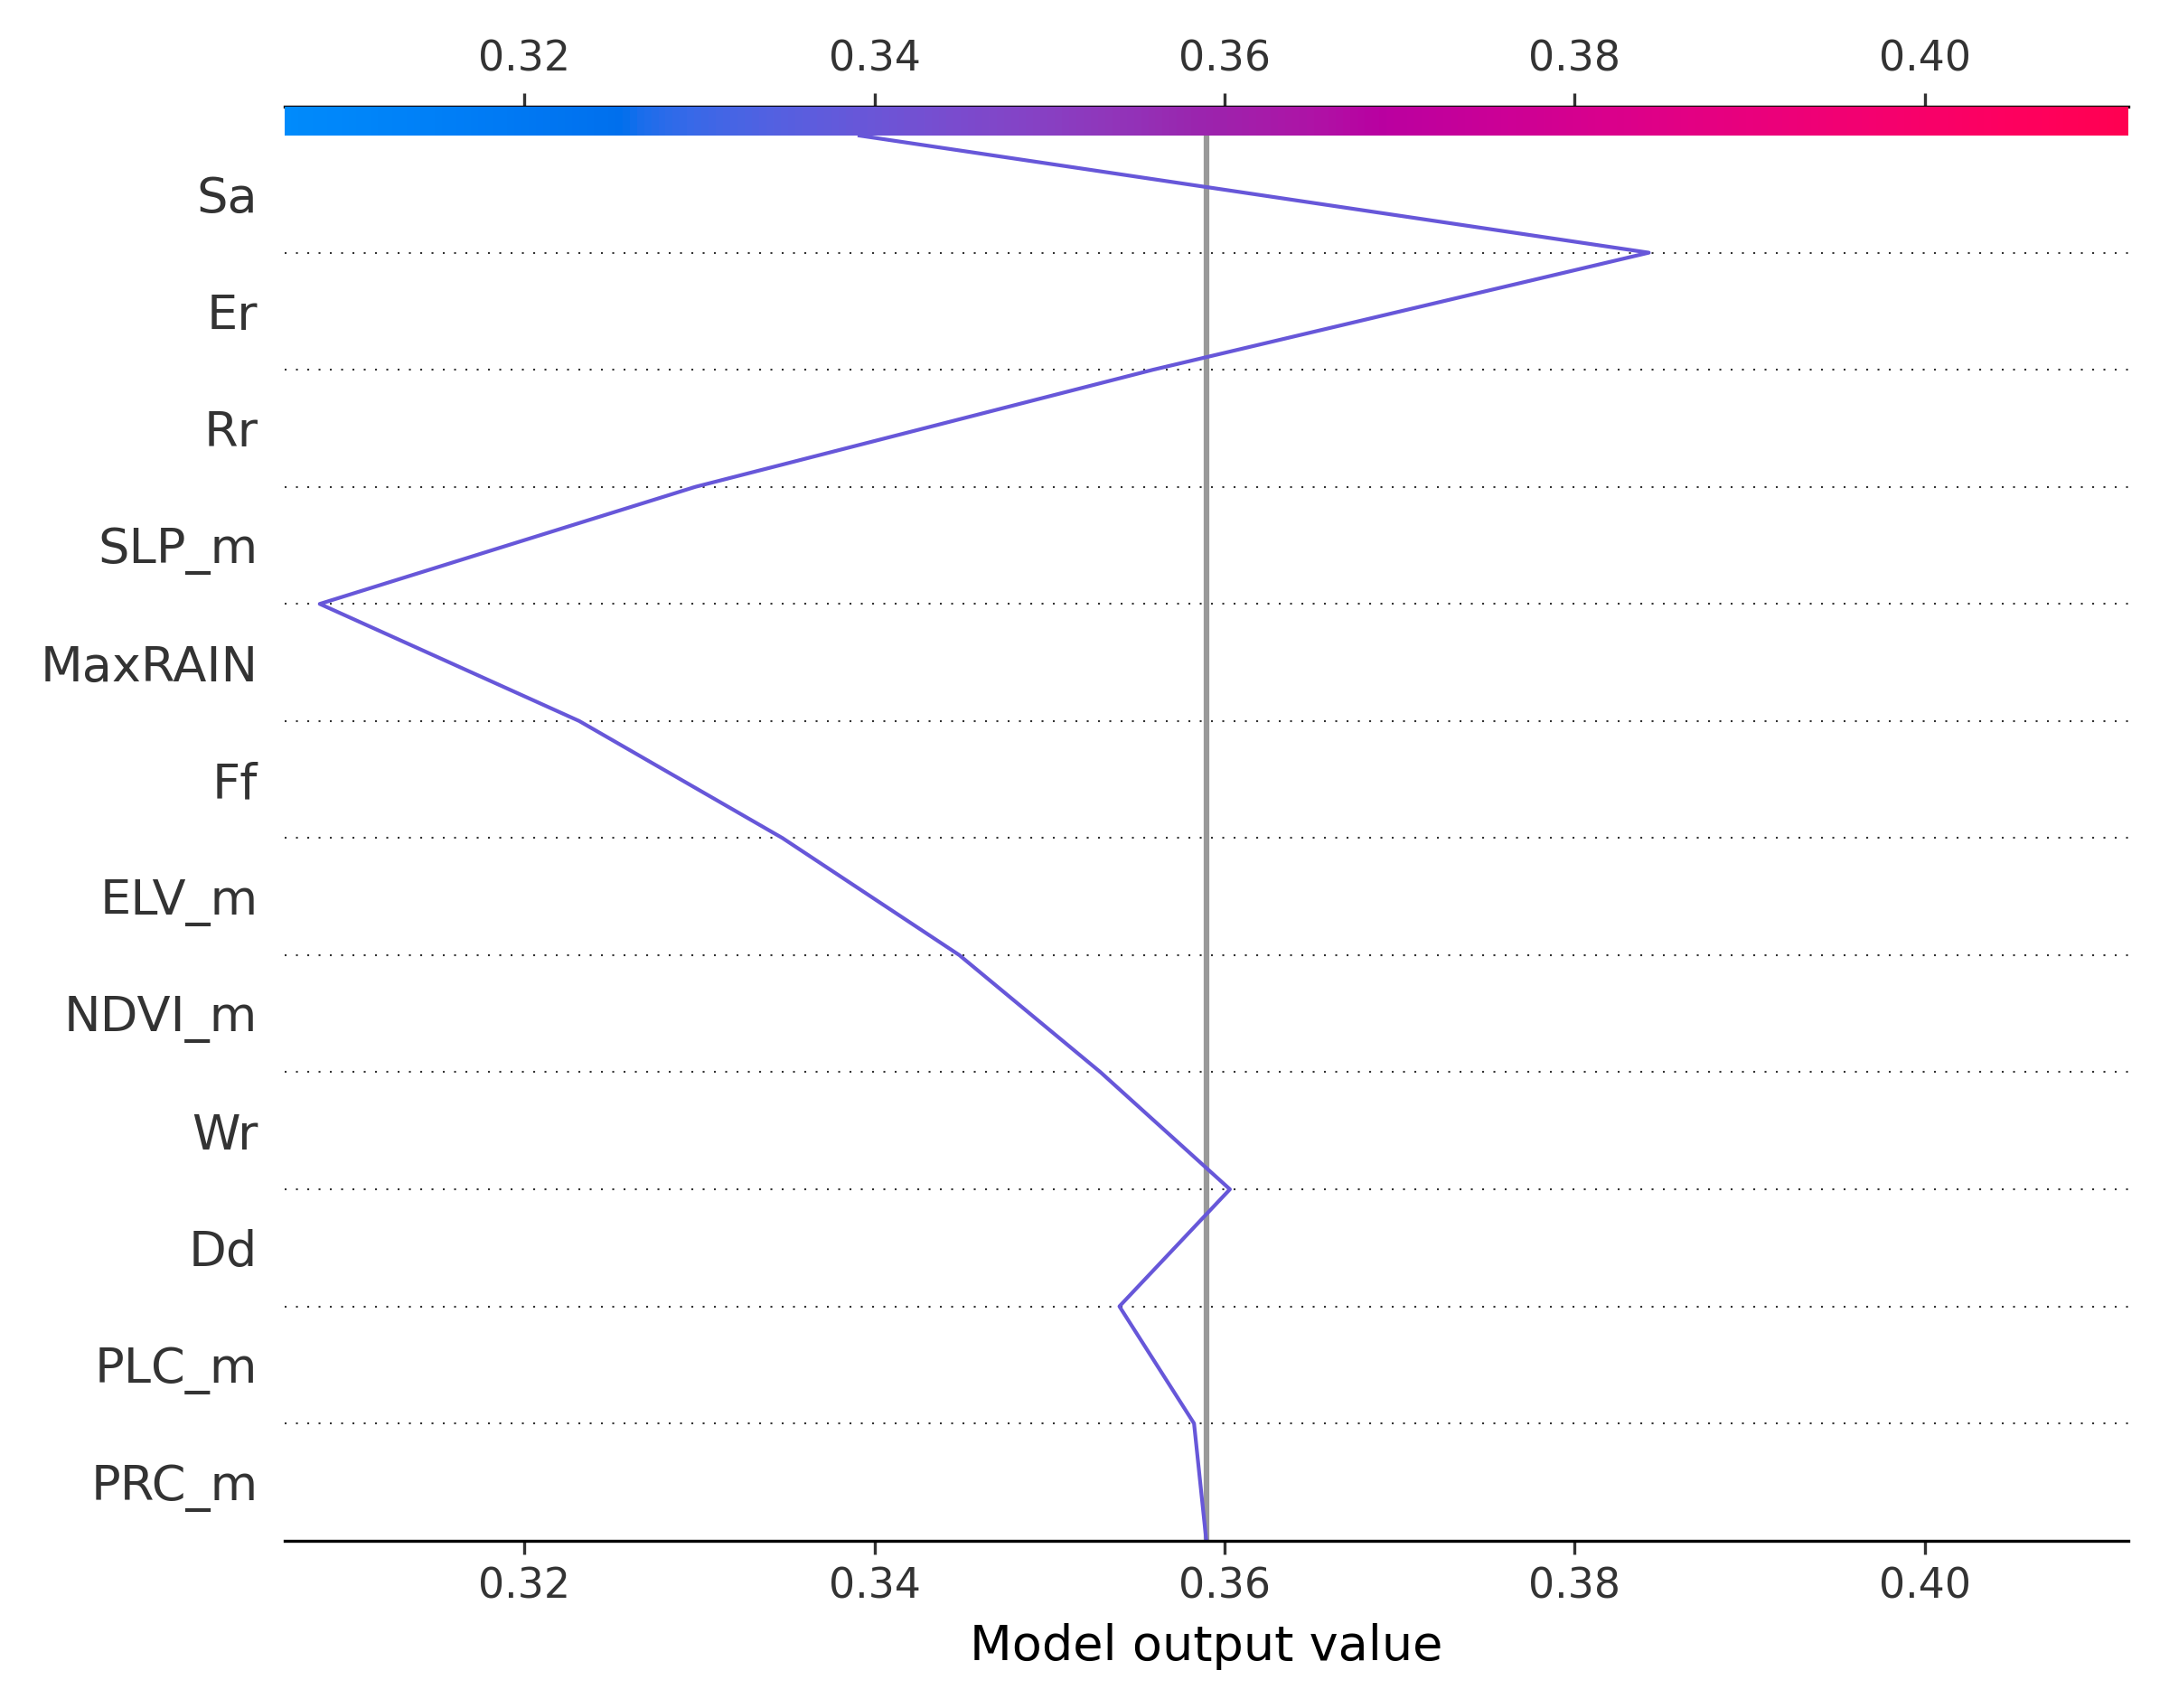 0.32 0.34 0.36 0.38 0.40
Sa
Er
Rr
SLP_m
MaxRAIN
Ff
ELV_m
NDVI_m
Wr
Dd
PLC_m
PRC_m
0.32 0.34 0.36 0.38 0.40
Model output value